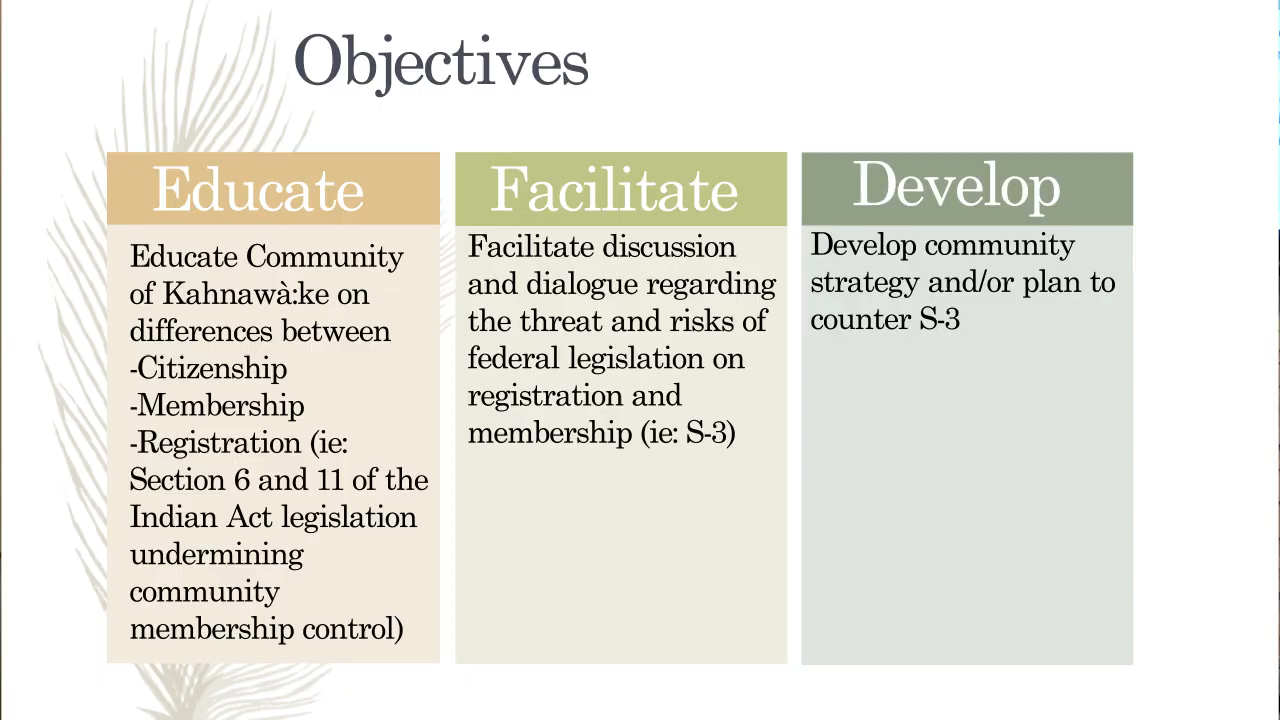 Objectives
Educate
Educate Community
of Kahnawà:ke on
differences between
-Citizenship
-Membership
-Registration (ie:
Section 6 and 11 of the
Indian Act legislation
undermining
community
membership control)
Facilitate
Facilitate discussion
and dialogue regarding
the threat and risks of
federal legislation on
registration and
membership (ie: S-3)
Develop
Develop community
strategy and/or plan to
counter S-3